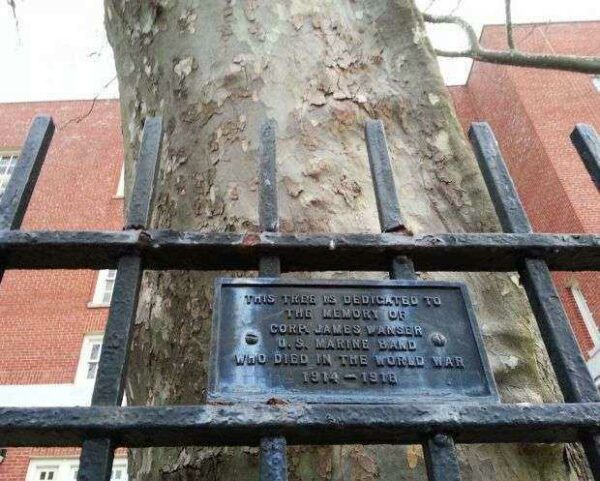 THIS TREE IS DEDICATED TO
THE MEMORY OF
CORP. JAMES WANSER
U.S. MARINE BAND
WHO DIED IN THE WORLD WAR
1914-1918